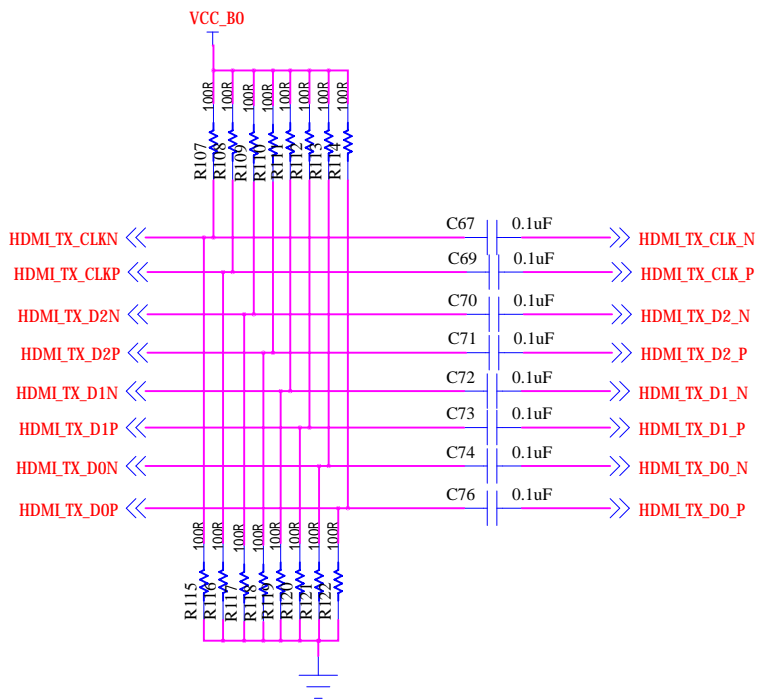 VCC_B0
100R 100R 100R 100R 100R 100R 100R 100R
R107 R108 R109 R110 R111 R112 R113 R114
C67 0.1uF
HDMI_TX_CLKN HDMI_TX_CLK_N
C69 0.1uF
HDMI_TX_CLKP HDMI_TX_CLK_P
C70 0.1uF
HDMI_TX_D2N HDMI_TX_D2_N
C71 0.1uF
HDMI_TX_D2P HDMI_TX_D2_P
C72 0.1uF
HDMI_TX_D1N HDMI_TX_D1_N
C73 0.1uF
HDMI_TX_D1P HDMI_TX_D1_P
C74 0.1uF
HDMI_TX_D0N HDMI_TX_D0_N
C76 0.1uF
HDMI_TX_D0P HDMI_TX_D0_P
100R 100R 100R 100R 100R 100R 100R 100R
R115 R116 R117 R118 R119 R120 R121 R122